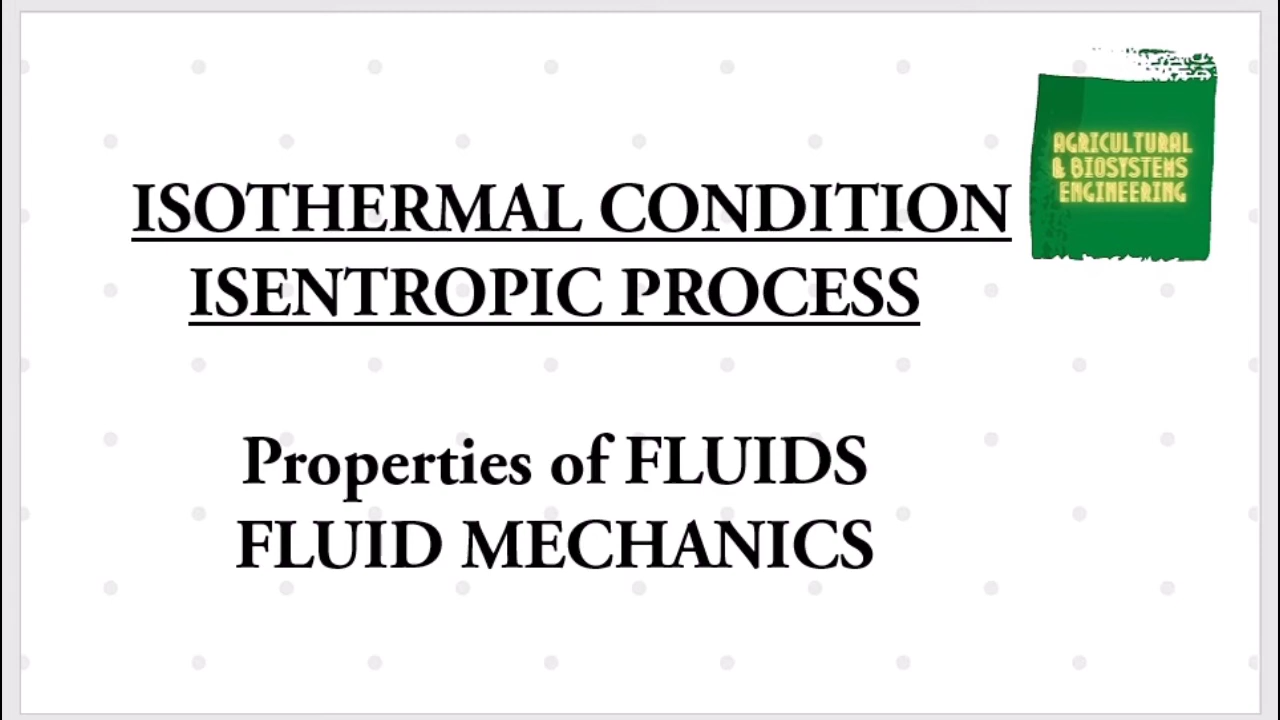 ISOTHERMAL CONDITION
ISENTROPIC PROCESS
Properties of FLUIDS
FLUID MECHANICS
AGRICULTURAL
& BIOSYSTEMS
ENGINEERING